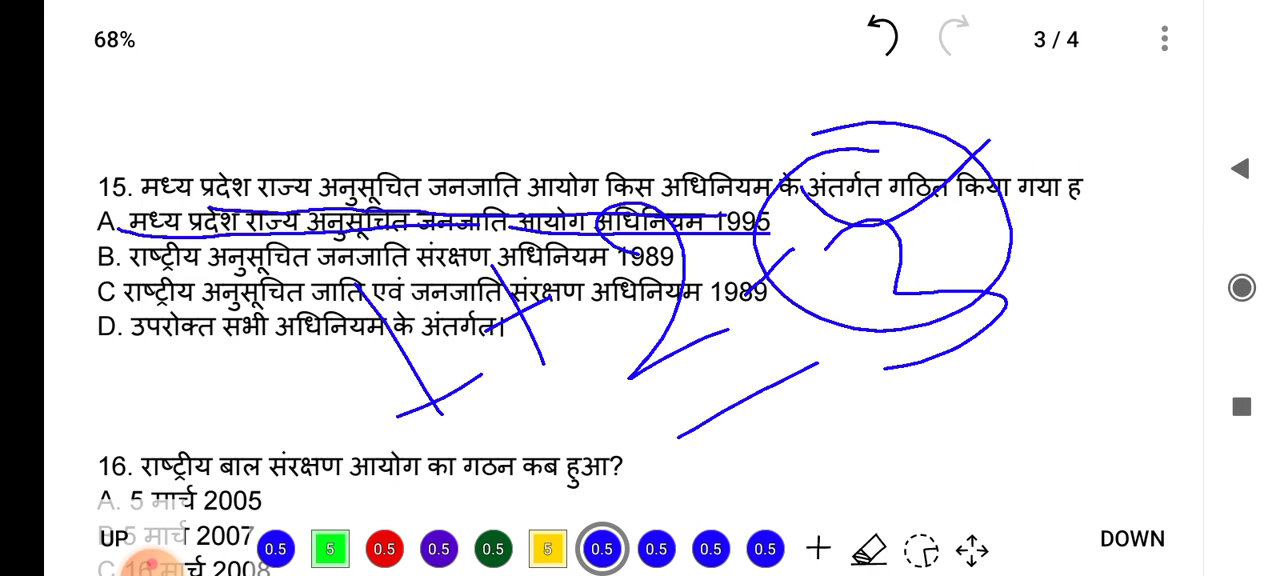 68%
3 / 4
15. मध्य प्रदेश राज्य अनुसूचित जनजाति आयोग किस अधिनियम के अंतर्गत गठित किया गया ह
A. मध्य प्रदेश राज्य अनुसूचित जनजाति आयोग अधिनियम 1995
B. राष्ट्रीय अनुसूचित जनजाति संरक्षण अधिनियम 1989
C राष्ट्रीय अनुसूचित जाति एवं जनजाति संरक्षण अधिनियम 1989
D. उपरोक्त सभी अधिनियम के अंतर्गत।
16. राष्ट्रीय बाल संरक्षण आयोग का गठन कब हुआ?
A. 5 मार्च 2005
B 5 मार्च 2007
UP
0.5 5 0.5 0.5 0.5 5 0.5 0.5 0.5 0.5
DOWN
C. 16 मार्च 2008